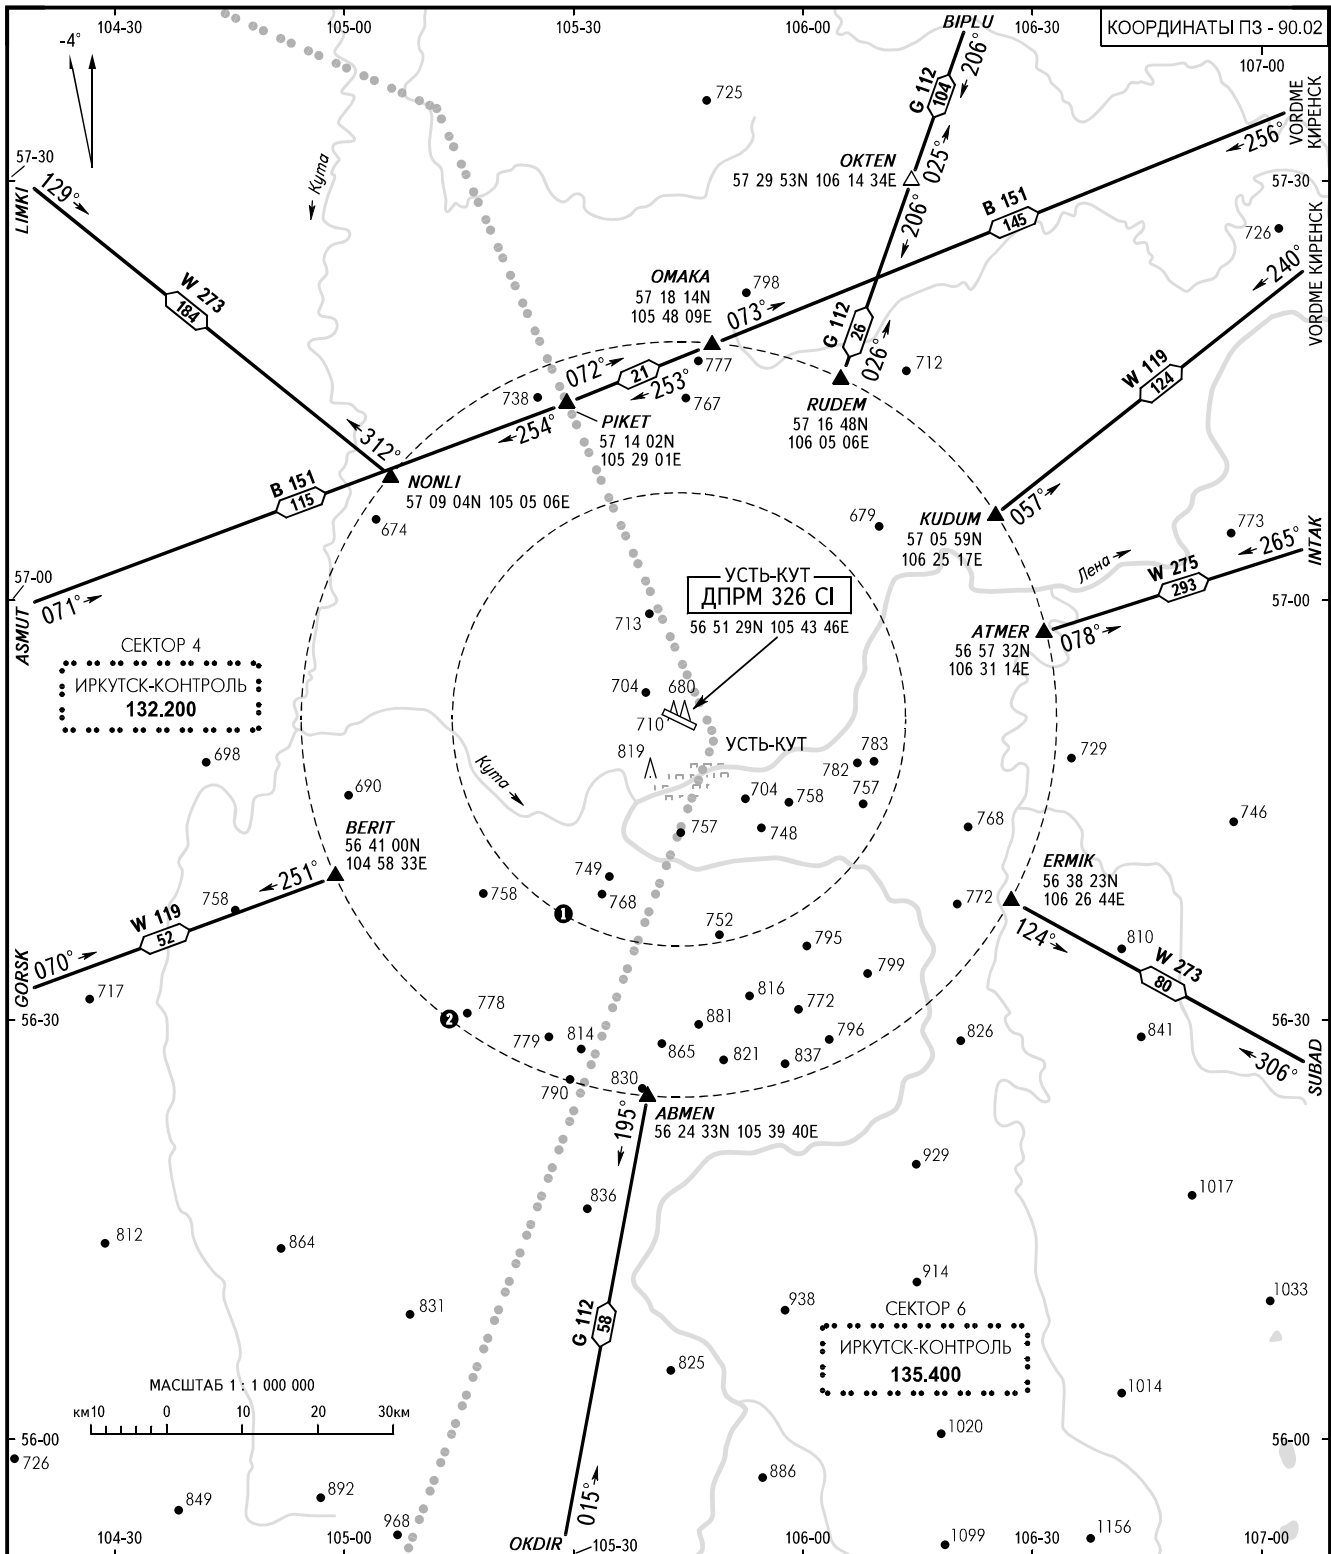 104-30
105-00
105-30
106-00
BIPLU
106-30
КООРДИНАТЫ ПЗ - 90.02
-4°
107-00
206°
G 112
104
725
VORDME
КИРЕНСК
256°
57-30
Кута
OKTEN
57 29 53N 106 14 34E
025°
57-30
129°
LIMKI
206°
B 151
145
726
VORDME КИРЕНСК
240°
W 273
184
OMAKA
57 18 14N
105 48 09E
798
073°
G 112
26
026°
072°
21
253°
777
712
W 119
124
738
767
RUDEM
57 16 48N
106 05 06E
PIKET
57 14 02N
105 29 01E
254°
312°
B 151
115
NONLI
57 09 04N 105 05 06E
674
679
KUDUM
57 05 59N
106 25 17E
057°
773
265°
INTAK
57-00
071°
ASMUT
Лена
W 275
293
57-00
УСТЬ-КУТ
ДПРМ 326 CI
56 51 29N 105 43 46E
713
ATMER
56 57 32N
106 31 14E
078°
СЕКТОР 4
ИРКУТСК-КОНТРОЛЬ
132.200
704
680
710
698
УСТЬ-КУТ
819
783
782
729
Кута
690
704
758
757
746
757
748
768
BERIT
56 41 00N
104 58 33E
251°
749
768
758
758
ERMIK
56 38 23N
106 26 44E
772
W 119
52
1
752
795
124°
810
070°
GORSK
717
799
W 273
80
56-30
2
778
816
772
56-30
779
814
881
865
821
837
796
826
841
306°
SUBAD
790
830
195°
ABMEN
56 24 33N 105 39 40E
929
836
1017
812
864
914
831
938
1033
СЕКТОР 6
ИРКУТСК-КОНТРОЛЬ
135.400
G 112
58
825
МАСШТАБ 1 : 1 000 000
км10 0 10 20 30км
1014
56-00
1020
56-00
726
886
849
892
015°
968
1099
1156
104-30
105-00
OKDIR
105-30
106-00
106-30
107-00